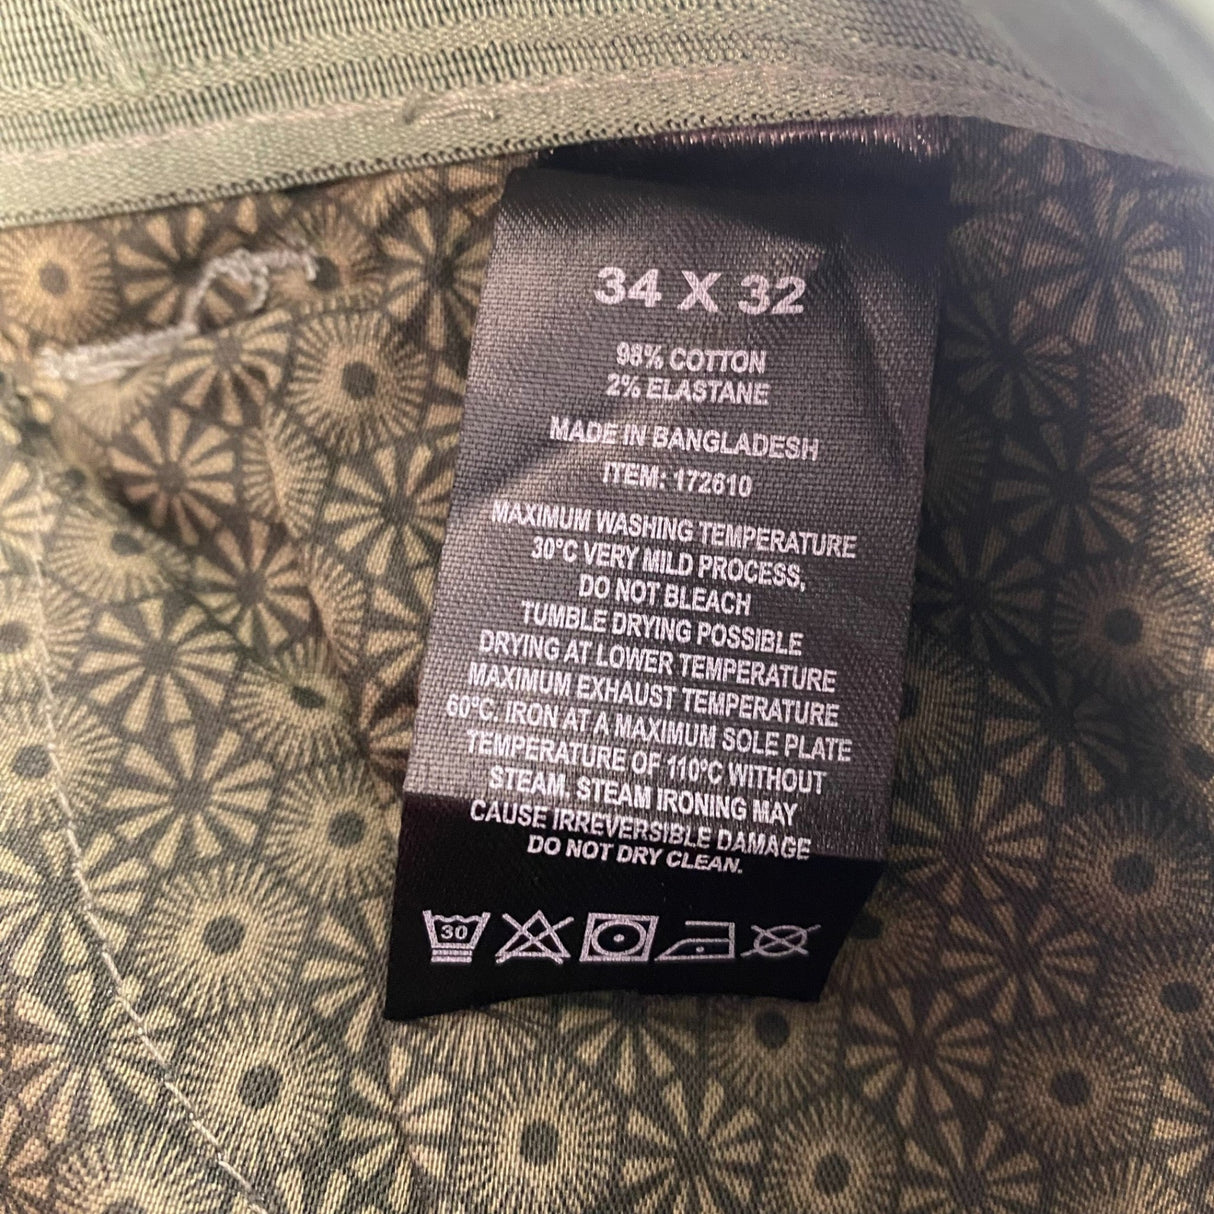 34 X 32
98% COTTON
2% ELASTANE
MADE IN BANGLADESH
ITEM: 172610
MAXIMUM WASHING TEMPERATURE
30°C VERY MILD PROCESS,
DO NOT BLEACH
TUMBLE DRYING POSSIBLE
DRYING AT LOWER TEMPERATURE
MAXIMUM EXHAUST TEMPERATURE
60°C. IRON AT A MAXIMUM SOLE PLATE
TEMPERATURE OF 110°C WITHOUT
STEAM, STEAM IRONING MAY
CAUSE IRREVERSIBLE DAMAGE
DO NOT DRY CLEAN.
30